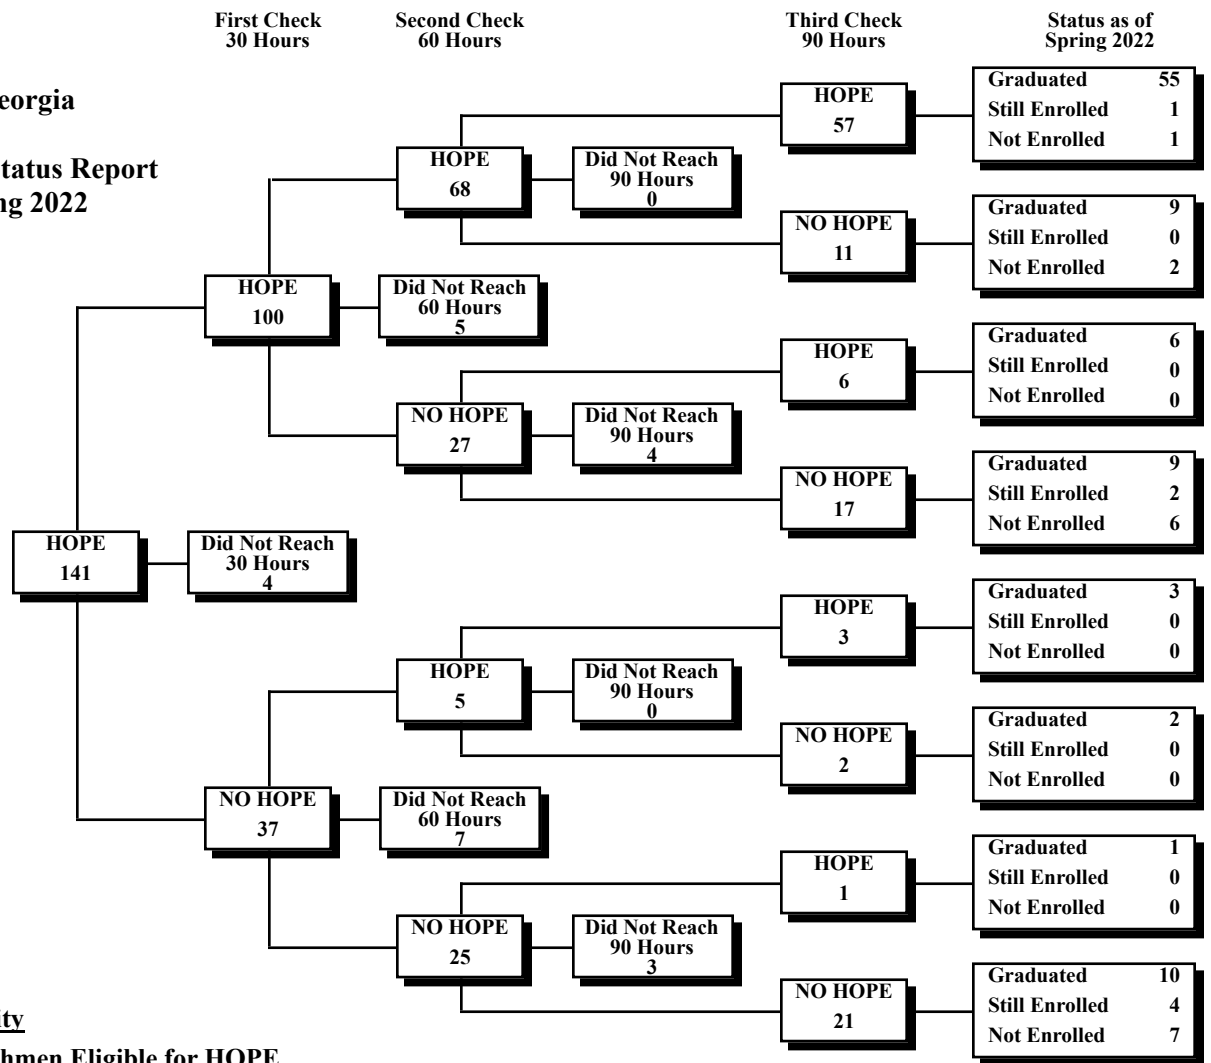 First Check
30 Hours
Second Check
60 Hours
Third Check
90 Hours
Status as of
Spring 2022
eorgia
tatus Report
ng 2022
HOPE
57
Graduated 55
Still Enrolled 1
Not Enrolled 1
HOPE
68
Did Not Reach
90 Hours
0
NO HOPE
11
Graduated 9
Still Enrolled 0
Not Enrolled 2
HOPE
100
Did Not Reach
60 Hours
5
HOPE
6
Graduated 6
Still Enrolled 0
Not Enrolled 0
NO HOPE
27
Did Not Reach
90 Hours
4
NO HOPE
17
Graduated 9
Still Enrolled 2
Not Enrolled 6
HOPE
141
Did Not Reach
30 Hours
4
HOPE
3
Graduated 3
Still Enrolled 0
Not Enrolled 0
HOPE
5
Did Not Reach
90 Hours
0
NO HOPE
2
Graduated 2
Still Enrolled 0
Not Enrolled 0
NO HOPE
37
Did Not Reach
60 Hours
7
HOPE
1
Graduated 1
Still Enrolled 0
Not Enrolled 0
NO HOPE
25
Did Not Reach
90 Hours
3
NO HOPE
21
Graduated 10
Still Enrolled 4
Not Enrolled 7
ity
hmen Eligible for HOPE